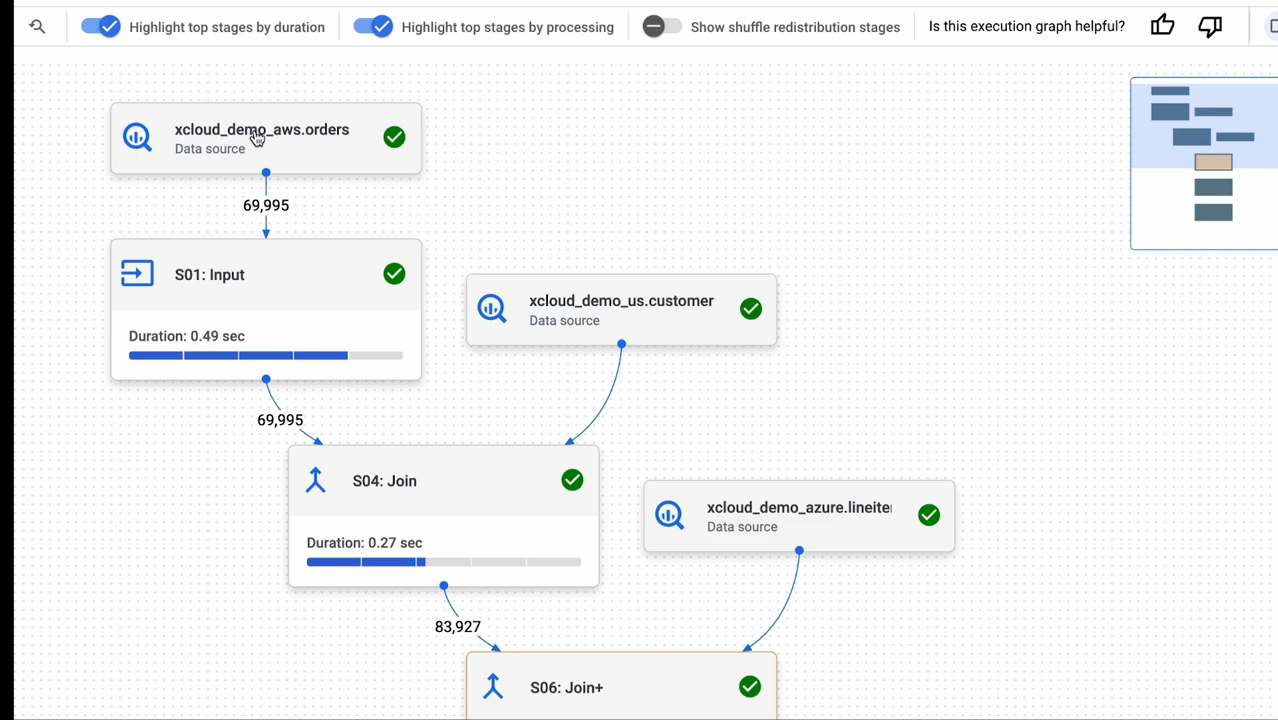 Highlight top stages by duration
Highlight top stages by processing
Show shuffle redistribution stages
Is this execution graph helpful?
xcloud_demo_aws.orders
Data source
69,995
S01: Input
Duration: 0.49 sec
xcloud_demo_us.customer
Data source
69,995
S04: Join
Duration: 0.27 sec
xcloud_demo_azure.lineite
Data source
83,927
S06: Join+